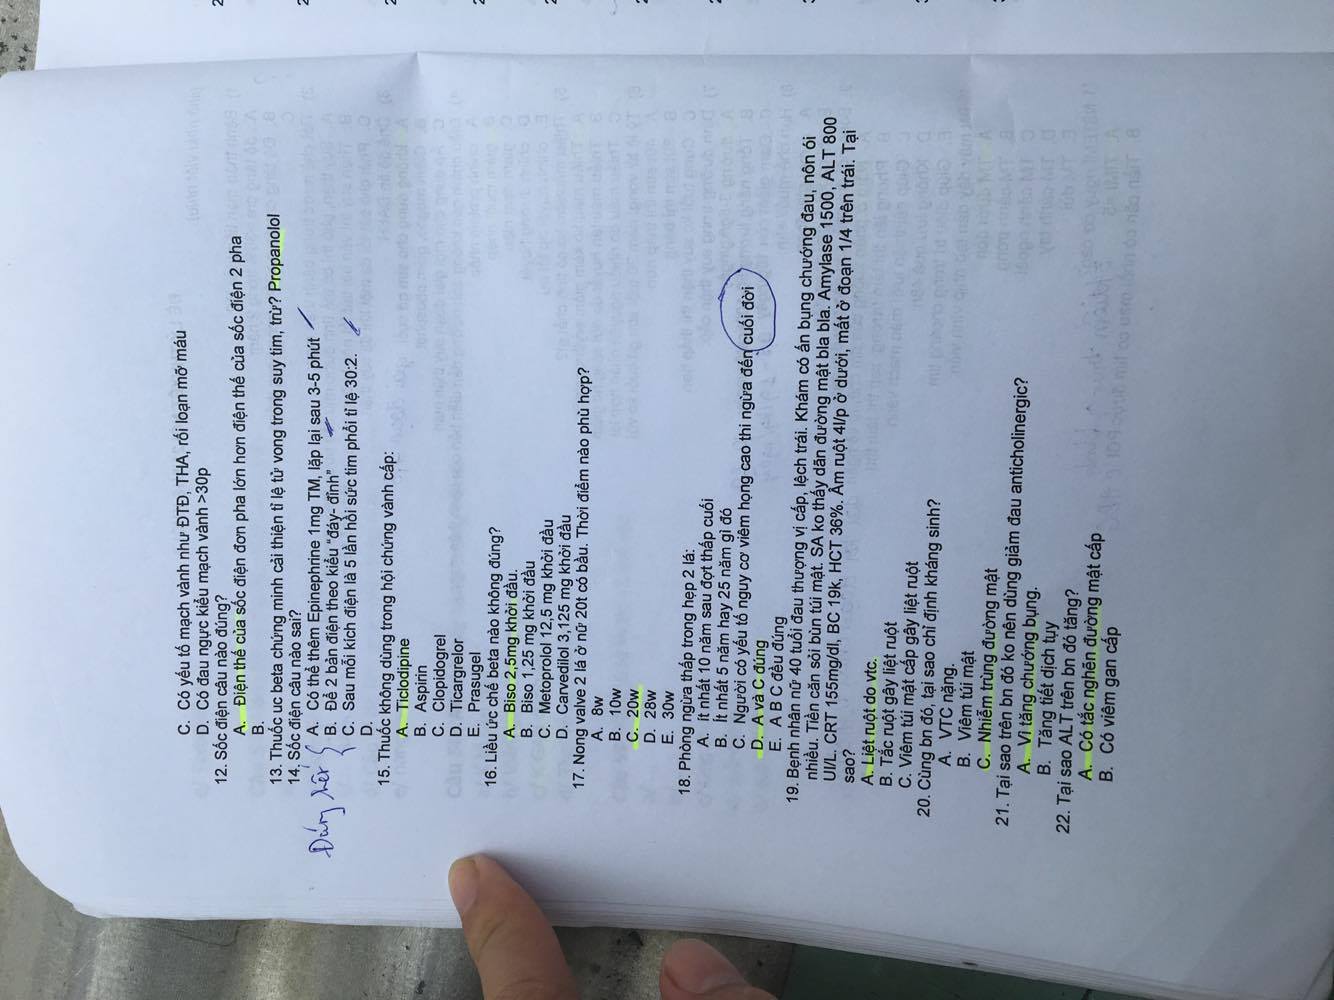 C. Có yếu tố mạch vành như ĐTĐ, THA, rối loạn mỡ máu
D. Có đau ngực kiểu mạch vành >30p
12. Sốc điện câu nào đúng?
A. Điện thế của sốc điện đơn pha lớn hơn điện thế của sốc điện 2 pha
B.
13. Thuốc uc beta chứng minh cải thiện tỉ lệ tử vong trong suy tim, trừ? Propanolol
14. Sốc điện câu nào sai?
Đúng hết
A. Có thể thêm Epinephrine 1mg TM, lặp lại sau 3-5 phút
B. Để 2 bản điện theo kiểu “đáy- đỉnh”
C. Sau mỗi kích điện là 5 lần hồi sức tim phổi tỉ lệ 30:2.
D.
15. Thuốc không dùng trong hội chứng vành cấp:
A. Ticlodipine
B. Aspirin
C. Clopidogrel
D. Ticargrelor
E. Prasugel
16. Liều ức chế beta nào không đúng?
A. Biso 2,5mg khởi đầu.
B. Biso 1,25 mg khởi đầu
C. Metoprolol 12,5 mg khởi đầu
D. Carvedilol 3,125 mg khởi đầu
17. Nong valve 2 lá ở nữ 20t có bầu. Thời điểm nào phù hợp?
A. 8w
B. 10w
C. 20w
D. 28w
E. 30w
18. Phòng ngừa thấp trong hẹp 2 lá:
A. ít nhất 10 năm sau đợt thấp cuối
B. Ít nhất 5 năm hay 25 năm gì đó
C. Người có yếu tố nguy cơ viêm họng cao thi ngừa đến cuối đời
D. A và C đúng
E. A B C đều đúng
19. Bẹnh nhân nữ 40 tuổi đau thượng vị cấp, lệch trái. Khám có ấn bụng chướng đau, nôn ói
nhiều. Tiền căn sỏi bùn túi mật. SA ko thấy dãn đường mật bla bla. Amylase 1500, ALT 800
UI/L. CRT 155mg/dl, BC 19k, HCT 36%. Âm ruột 4l/p ở dưới, mất ở đoạn 1/4 trên trái. Tại
sao?
A. Liệt ruột do vtc.
B. Tắc ruột gây liệt ruột
C. Viêm túi mật cấp gây liệt ruột
20. Cùng bn đó, tại sao chỉ định kháng sinh?
A. VTC nặng.
B. Viêm túi mật
C. Nhiễm trùng đường mật
21. Tại sao trên bn đó ko nên dùng giảm đau anticholinergic?
A. Vì tăng chướng bụng.
B. Tăng tiết dịch tụy
22. Tại sao ALT trên bn đó tăng?
A. Có tắc nghẽn đường mật cấp
B. Có viêm gan cấp